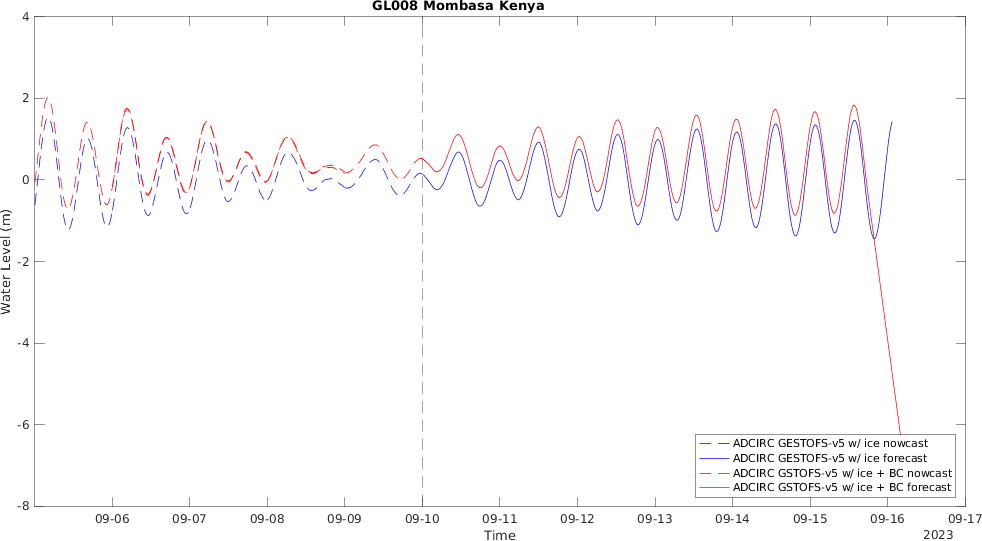 GL008 Mombasa Kenya
4
2
0
-2
-4
-6
-8
Water Level (m)
ADCIRC GESTOFS-v5 w/ ice nowcast
ADCIRC GESTOFS-v5 w/ ice forecast
ADCIRC GSTOFS-v5 w/ ice + BC nowcast
ADCIRC GSTOFS-v5 w/ ice + BC forecast
09-06 09-07 09-08 09-09 09-10 09-11 09-12 09-13 09-14 09-15 09-16 09-17
Time
2023